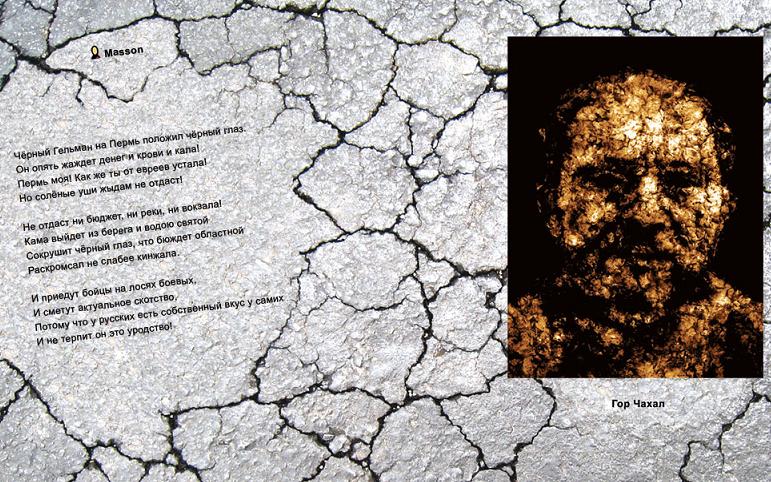 Masson
Чёрный Гельман на Пермь положил чёрный глаз.
Он опять жаждет денег и крови и кала!
Пермь моя! Как же ты от евреев устала!
Но солёные уши жыдам не отдаст!
Не отдаст ни бюджет, ни реки, ни вокзала!
Кама выйдет из берега и водою святой
Сокрушит чёрный глаз, что бюждет областной
Раскромсал не слабее кинжала.
И приедут бойцы на лосях боевых,
И сметут актуальное скотство,
Потому что у русских есть собственный вкус у самих
И не терпит он это уродство!
Гор Чахал